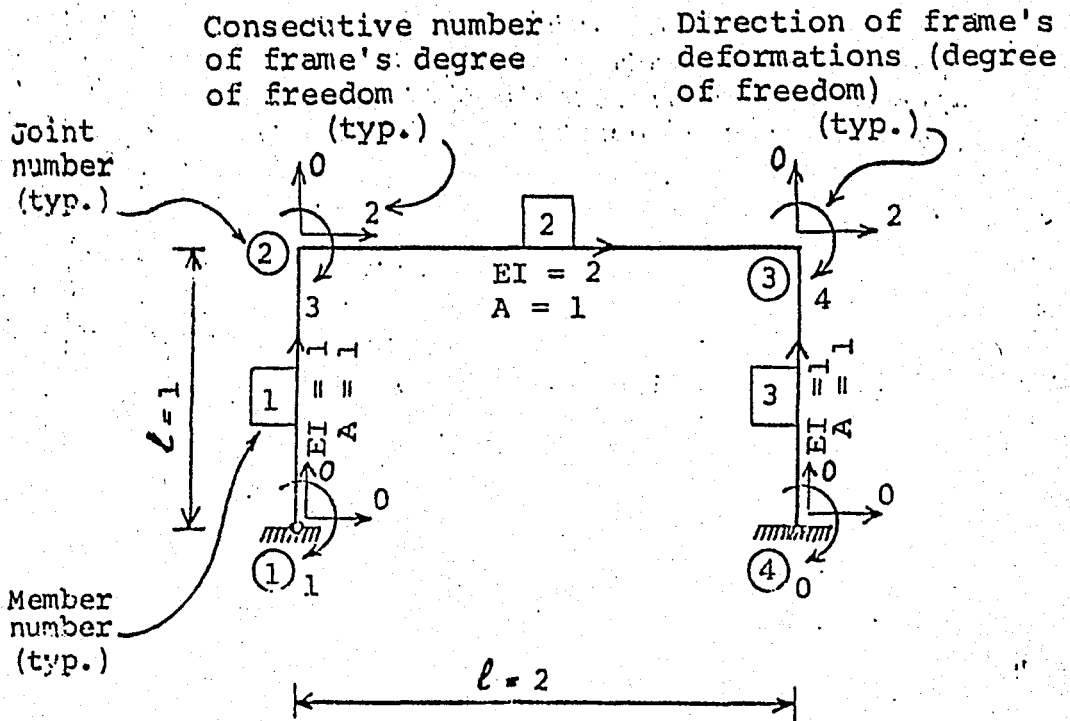 Consecutive number
of frame's degree
of freedom
(typ.)
Direction of frame's
deformations (degree
of freedom)
(typ.)
Joint
number
(typ.)
0
2
3
2
2
EI = 2
A = 1
0
2
3
4
ℓ = 1
1
EI = 1
A = 1
3
EI = 1
A = 1
0
0
1
1
0
0
4
0
Member
number
(typ.)
ℓ = 2